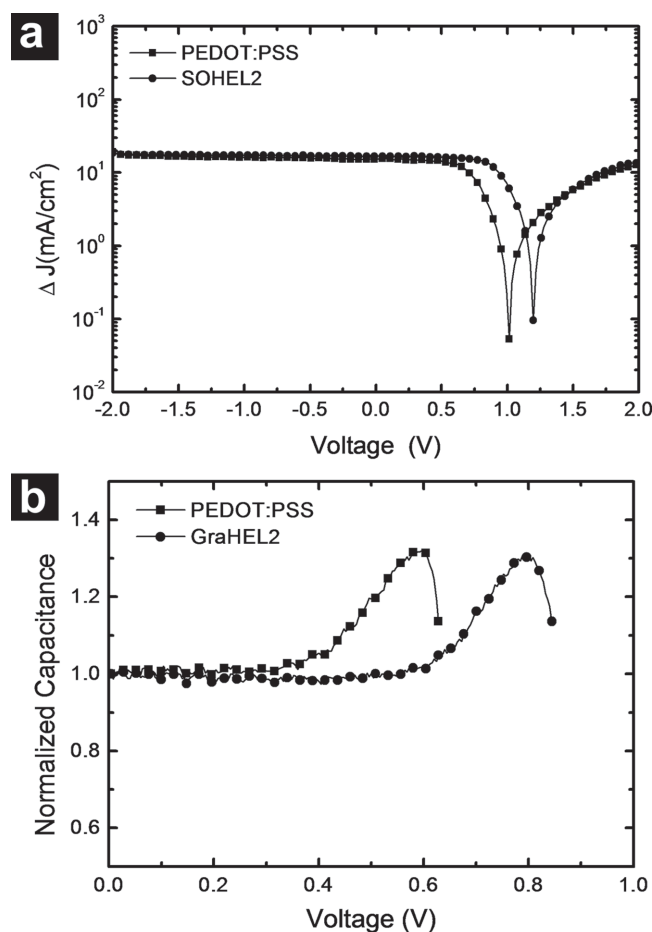 a
PEDOT:PSS
SOHEL2
10³
10²
10¹
10⁰
10⁻¹
10⁻²
Δ J(mA/cm²)
-2.0 -1.5 -1.0 -0.5 0.0 0.5 1.0 1.5 2.0
Voltage (V)
b
PEDOT:PSS
GraHEL2
1.4
1.2
1.0
0.8
0.6
Normalized Capacitance
0.0 0.2 0.4 0.6 0.8 1.0
Voltage (V)